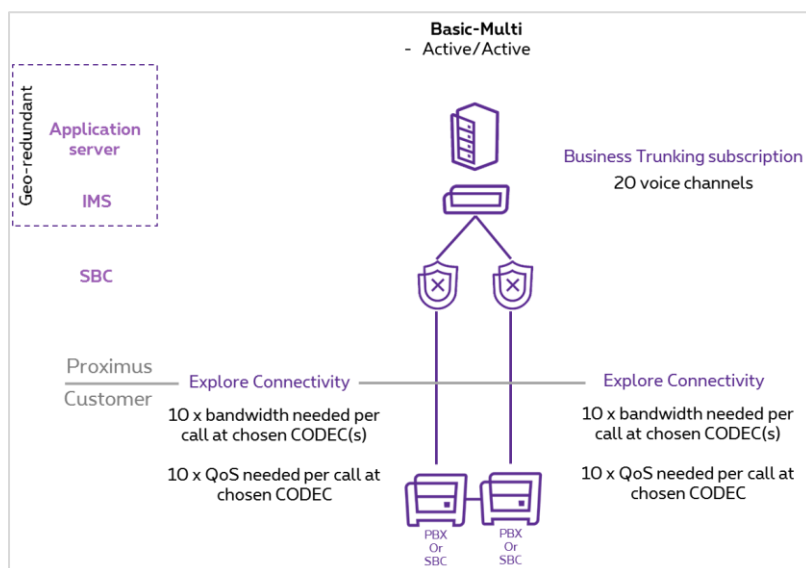 Basic-Multi
- Active/Active
Geo-redundant
Application
server
IMS
SBC
Business Trunking subscription
20 voice channels
Proximus
Customer
Explore Connectivity
10 x bandwidth needed per
call at chosen CODEC(s)
10 x QoS needed per call at
chosen CODEC
Explore Connectivity
10 x bandwidth needed per
call at chosen CODEC(s)
10 x QoS needed per call at
chosen CODEC
PBX
Or
SBC
PBX
Or
SBC